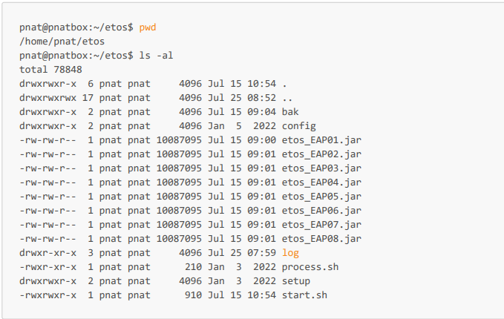 pnat@pnatbox:~/etos$ pwd
/home/pnat/etos
pnat@pnatbox:~/etos$ ls -al
total 78848
drwxrwxr-x  6 pnat pnat     4096 Jul 15 10:54 .
drwxrwxrwx 17 pnat pnat     4096 Jul 25 08:52 ..
drwxrwxr-x  2 pnat pnat     4096 Jul 15 09:04 bak
drwxrwxr-x  2 pnat pnat     4096 Jan  5  2022 config
-rw-rw-r--  1 pnat pnat 10087095 Jul 15 09:00 etos_EAP01.jar
-rw-rw-r--  1 pnat pnat 10087095 Jul 15 09:01 etos_EAP02.jar
-rw-rw-r--  1 pnat pnat 10087095 Jul 15 09:01 etos_EAP03.jar
-rw-rw-r--  1 pnat pnat 10087095 Jul 15 09:01 etos_EAP04.jar
-rw-rw-r--  1 pnat pnat 10087095 Jul 15 09:01 etos_EAP05.jar
-rw-rw-r--  1 pnat pnat 10087095 Jul 15 09:01 etos_EAP06.jar
-rw-rw-r--  1 pnat pnat 10087095 Jul 15 09:01 etos_EAP07.jar
-rw-rw-r--  1 pnat pnat 10087095 Jul 15 09:01 etos_EAP08.jar
drwxr-xr-x  3 pnat pnat     4096 Jul 25 07:59 log
-rwxr-xr-x  1 pnat pnat      210 Jan  3  2022 process.sh
drwxrwxr-x  2 pnat pnat     4096 Jan  3  2022 setup
-rwxrwxr-x  1 pnat pnat      910 Jul 15 10:54 start.sh